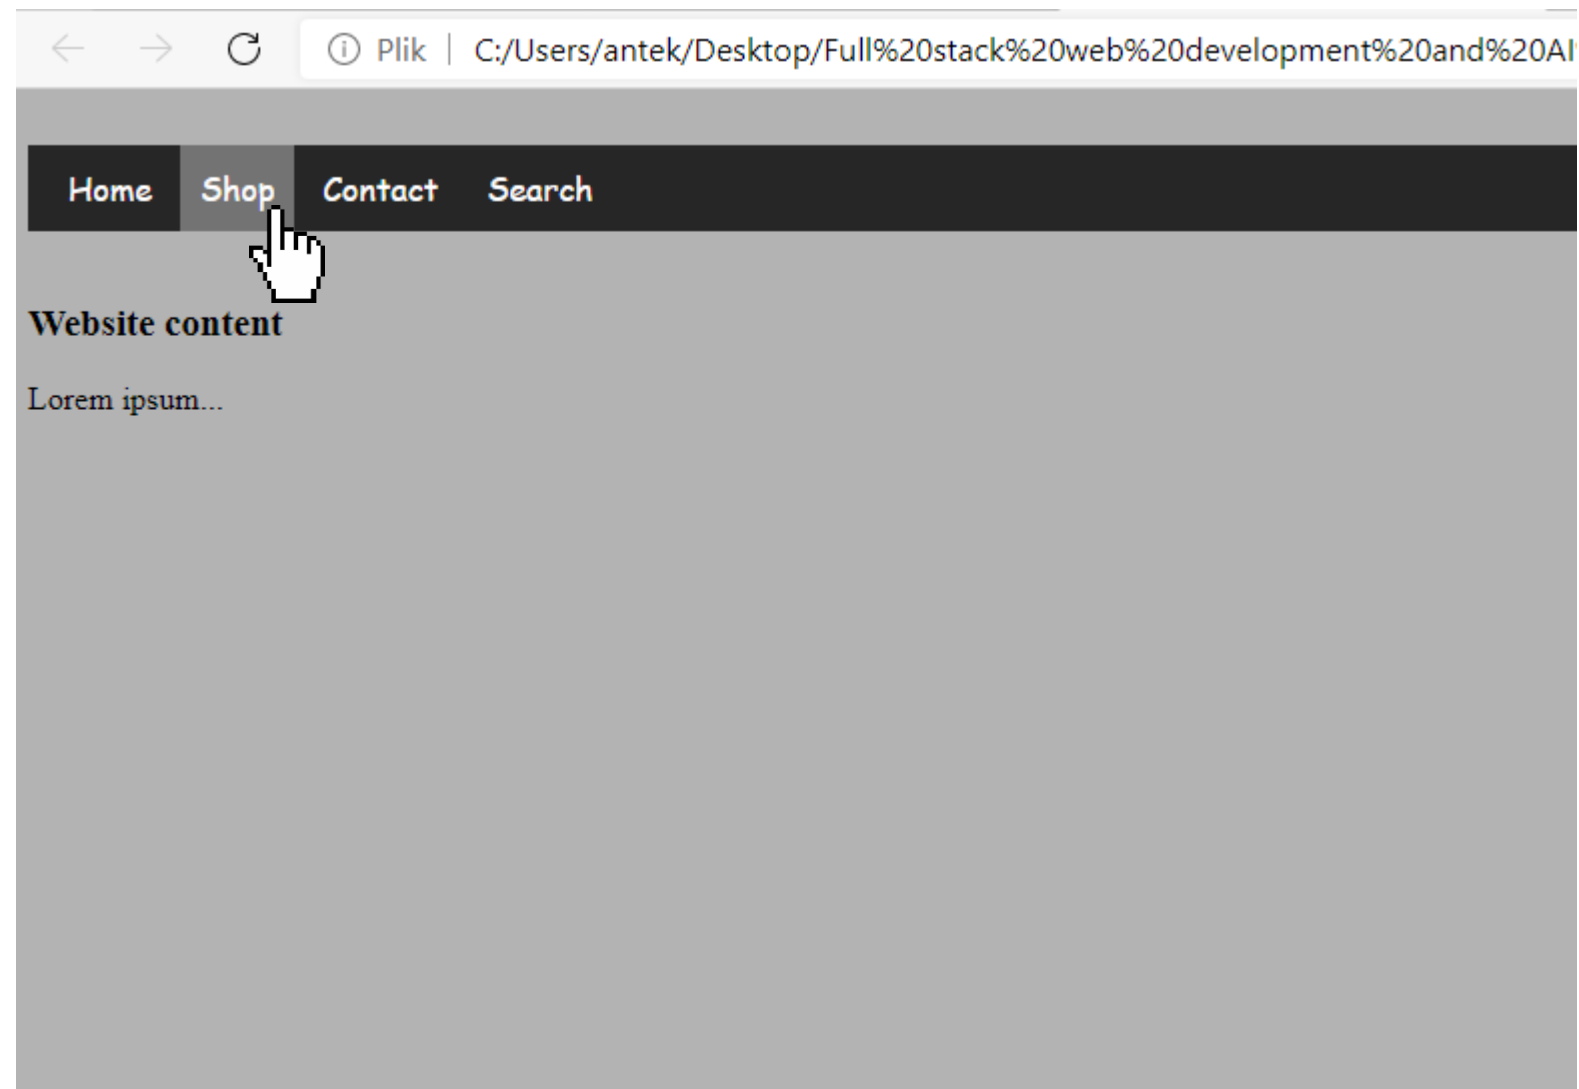 Plik | C:/Users/antek/Desktop/Full%20stack%20web%20development%20and%20AI
Home Shop Contact Search
Website content
Lorem ipsum...